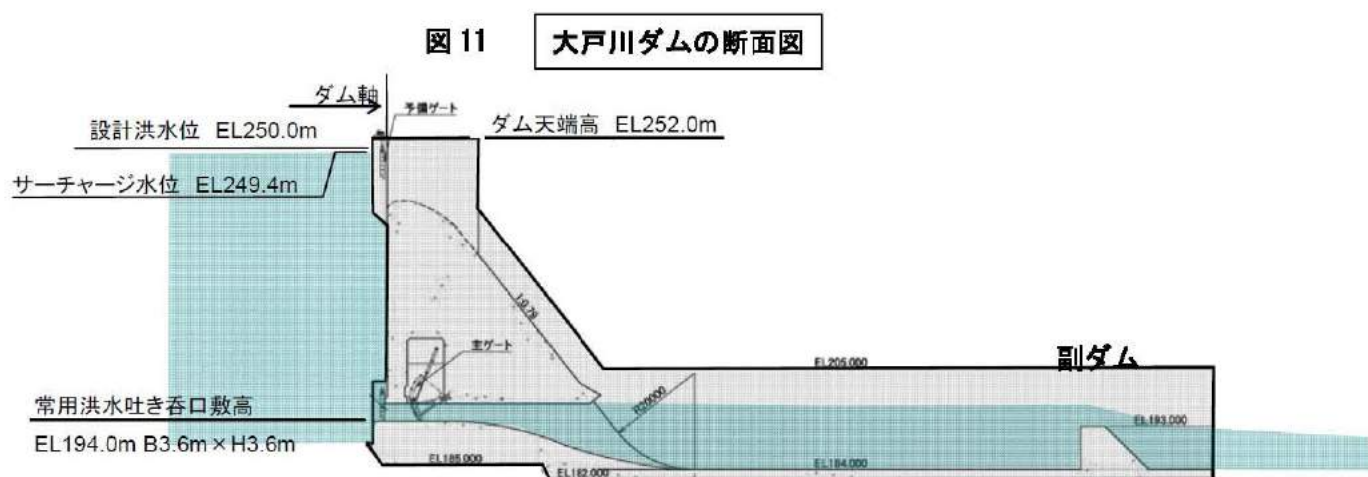 図 11 大戸川ダムの断面図
ダム軸
予備ゲート
設計洪水位 EL250.0m
ダム天端高 EL252.0m
サーチャージ水位 EL249.4m
1:0.78
主ゲート
EL205.000
副ダム
R20000
常用洪水吐き呑口敷高
EL193.000
EL194.0m B3.6m×H3.6m
EL185.000
EL184.000
EL182.000